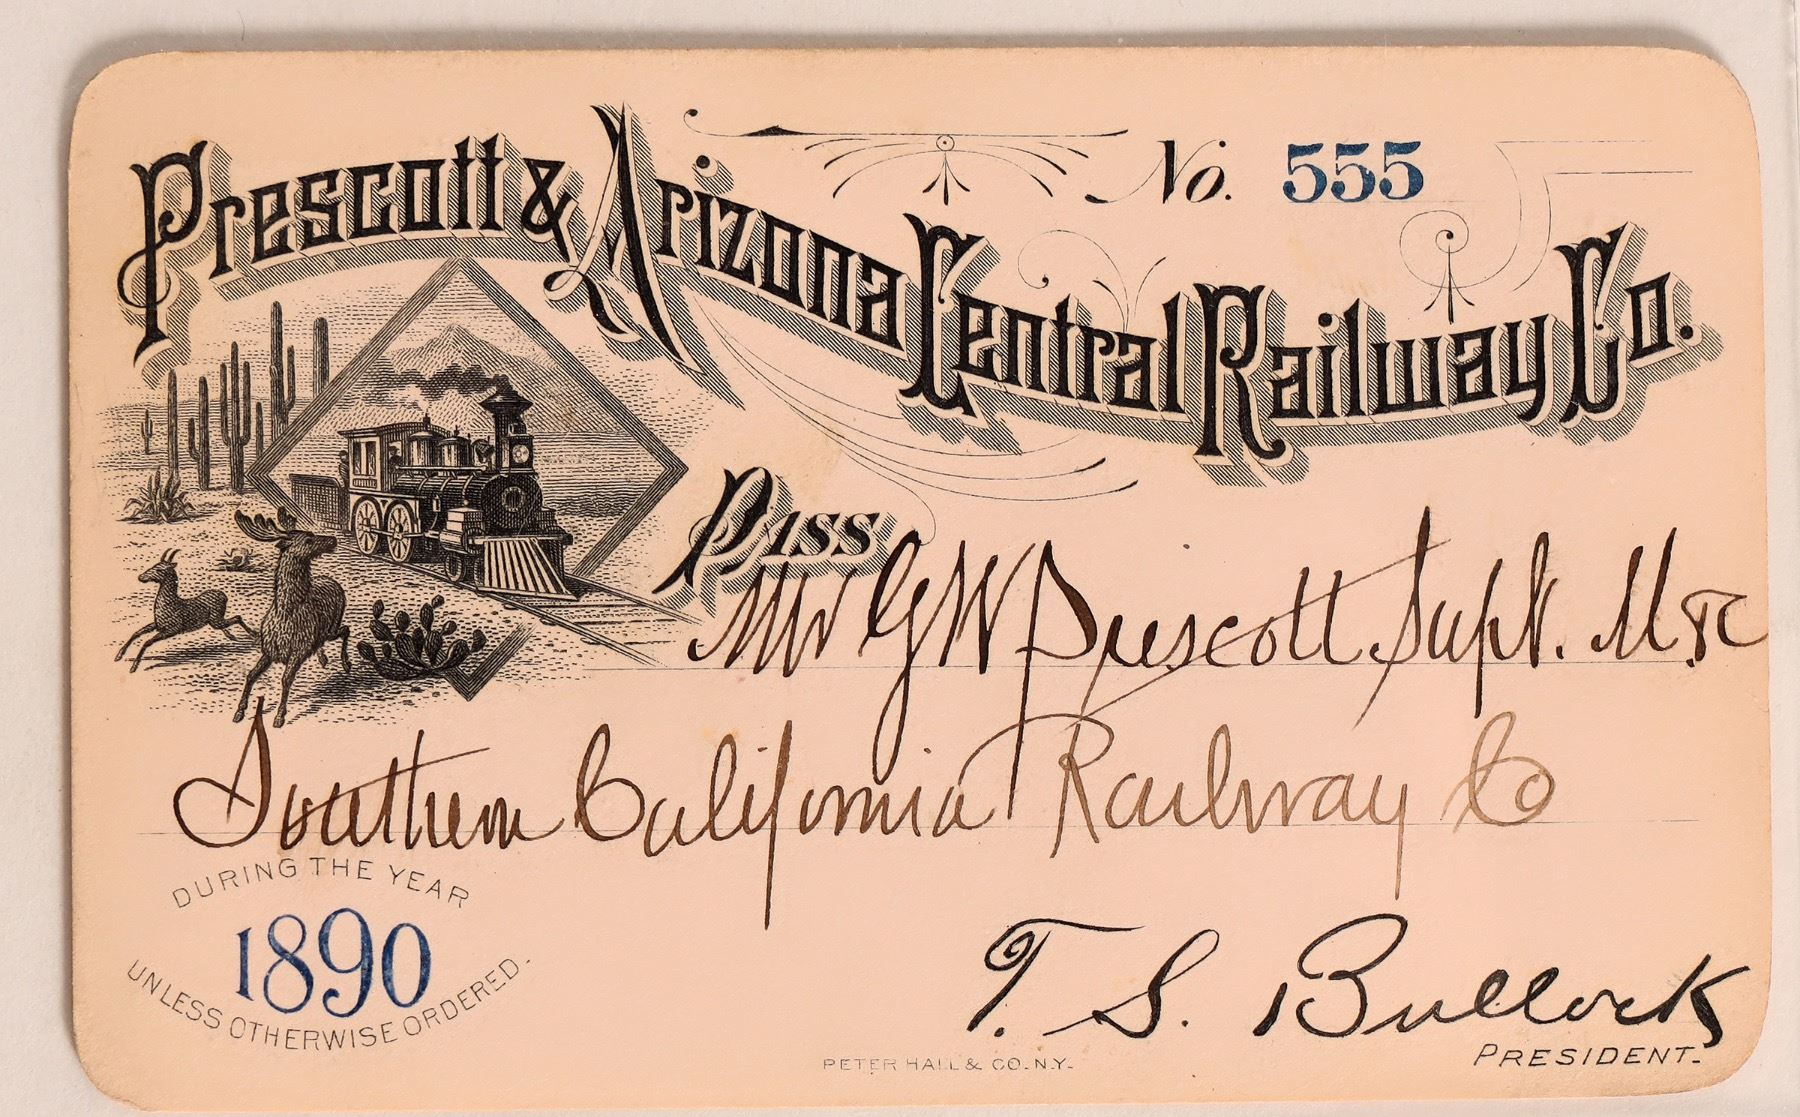 No. 555
Prescott & Arizona Central Railway Co.
Pass
Mr G W Prescott Supt. M. &c
Southern California Railway Co
DURING THE YEAR
1890
UNLESS OTHERWISE ORDERED.
T. S. Bullock
PRESIDENT.
PETER HALL & CO. N.Y.